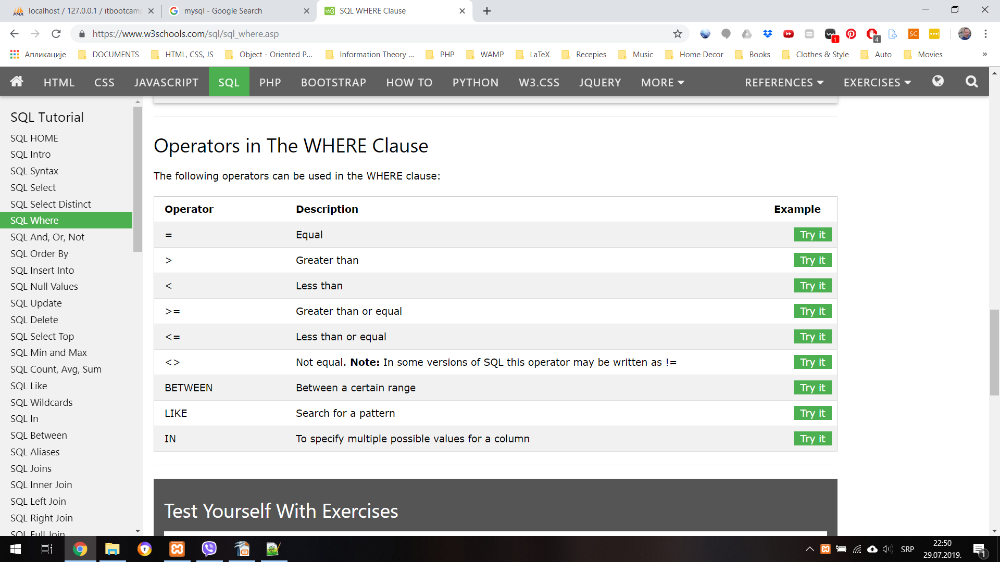 localhost / 127.0.0.1 / itbootcamp
mysql - Google Search
SQL WHERE Clause
https://www.w3schools.com/sql/sql_where.asp
1
4
SC
Апликације
DOCUMENTS
HTML, CSS, JS
Object - Oriented P...
Information Theory ...
PHP
WAMP
LaTeX
Recepies
Music
Home Decor
Books
Clothes & Style
Auto
Movies
»
HTML
CSS
JAVASCRIPT
SQL
PHP
BOOTSTRAP
HOW TO
PYTHON
W3.CSS
JQUERY
MORE
REFERENCES
EXERCISES
SQL Tutorial
SQL HOME
SQL Intro
SQL Syntax
SQL Select
SQL Select Distinct
SQL Where
SQL And, Or, Not
SQL Order By
SQL Insert Into
SQL Null Values
SQL Update
SQL Delete
SQL Select Top
SQL Min and Max
SQL Count, Avg, Sum
SQL Like
SQL Wildcards
SQL In
SQL Between
SQL Aliases
SQL Joins
SQL Inner Join
SQL Left Join
SQL Right Join
SQL Full Join
Operators in The WHERE Clause
The following operators can be used in the WHERE clause:
Operator Description Example
= Equal Try it
> Greater than Try it
< Less than Try it
>= Greater than or equal Try it
<= Less than or equal Try it
<> Not equal. Note: In some versions of SQL this operator may be written as != Try it
BETWEEN Between a certain range Try it
LIKE Search for a pattern Try it
IN To specify multiple possible values for a column Try it
Test Yourself With Exercises
SRP
22:50
29.07.2019.
1